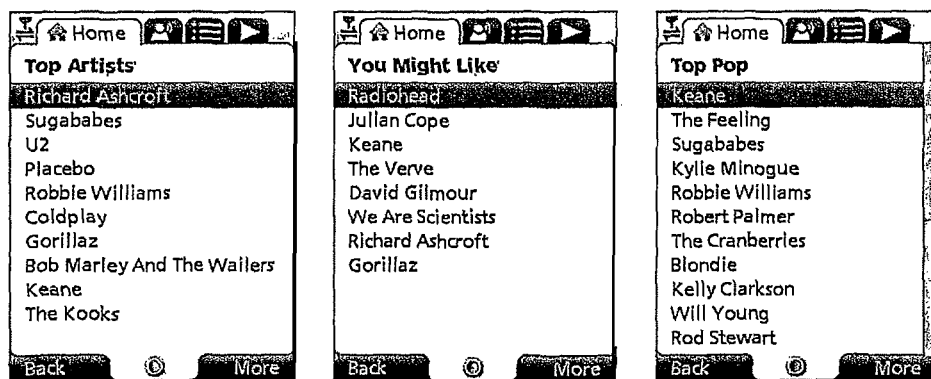 Home
Top Artists
Richard Ashcroft
Sugababes
U2
Placebo
Robbie Williams
Coldplay
Gorillaz
Bob Marley And The Wailers
Keane
The Kooks
Back
More
Home
You Might Like
Radiohead
Julian Cope
Keane
The Verve
David Gilmour
We Are Scientists
Richard Ashcroft
Gorillaz
Back
More
Home
Top Pop
Keane
The Feeling
Sugababes
Kylie Minogue
Robbie Williams
Robert Palmer
The Cranberries
Blondie
Kelly Clarkson
Will Young
Rod Stewart
Back
More